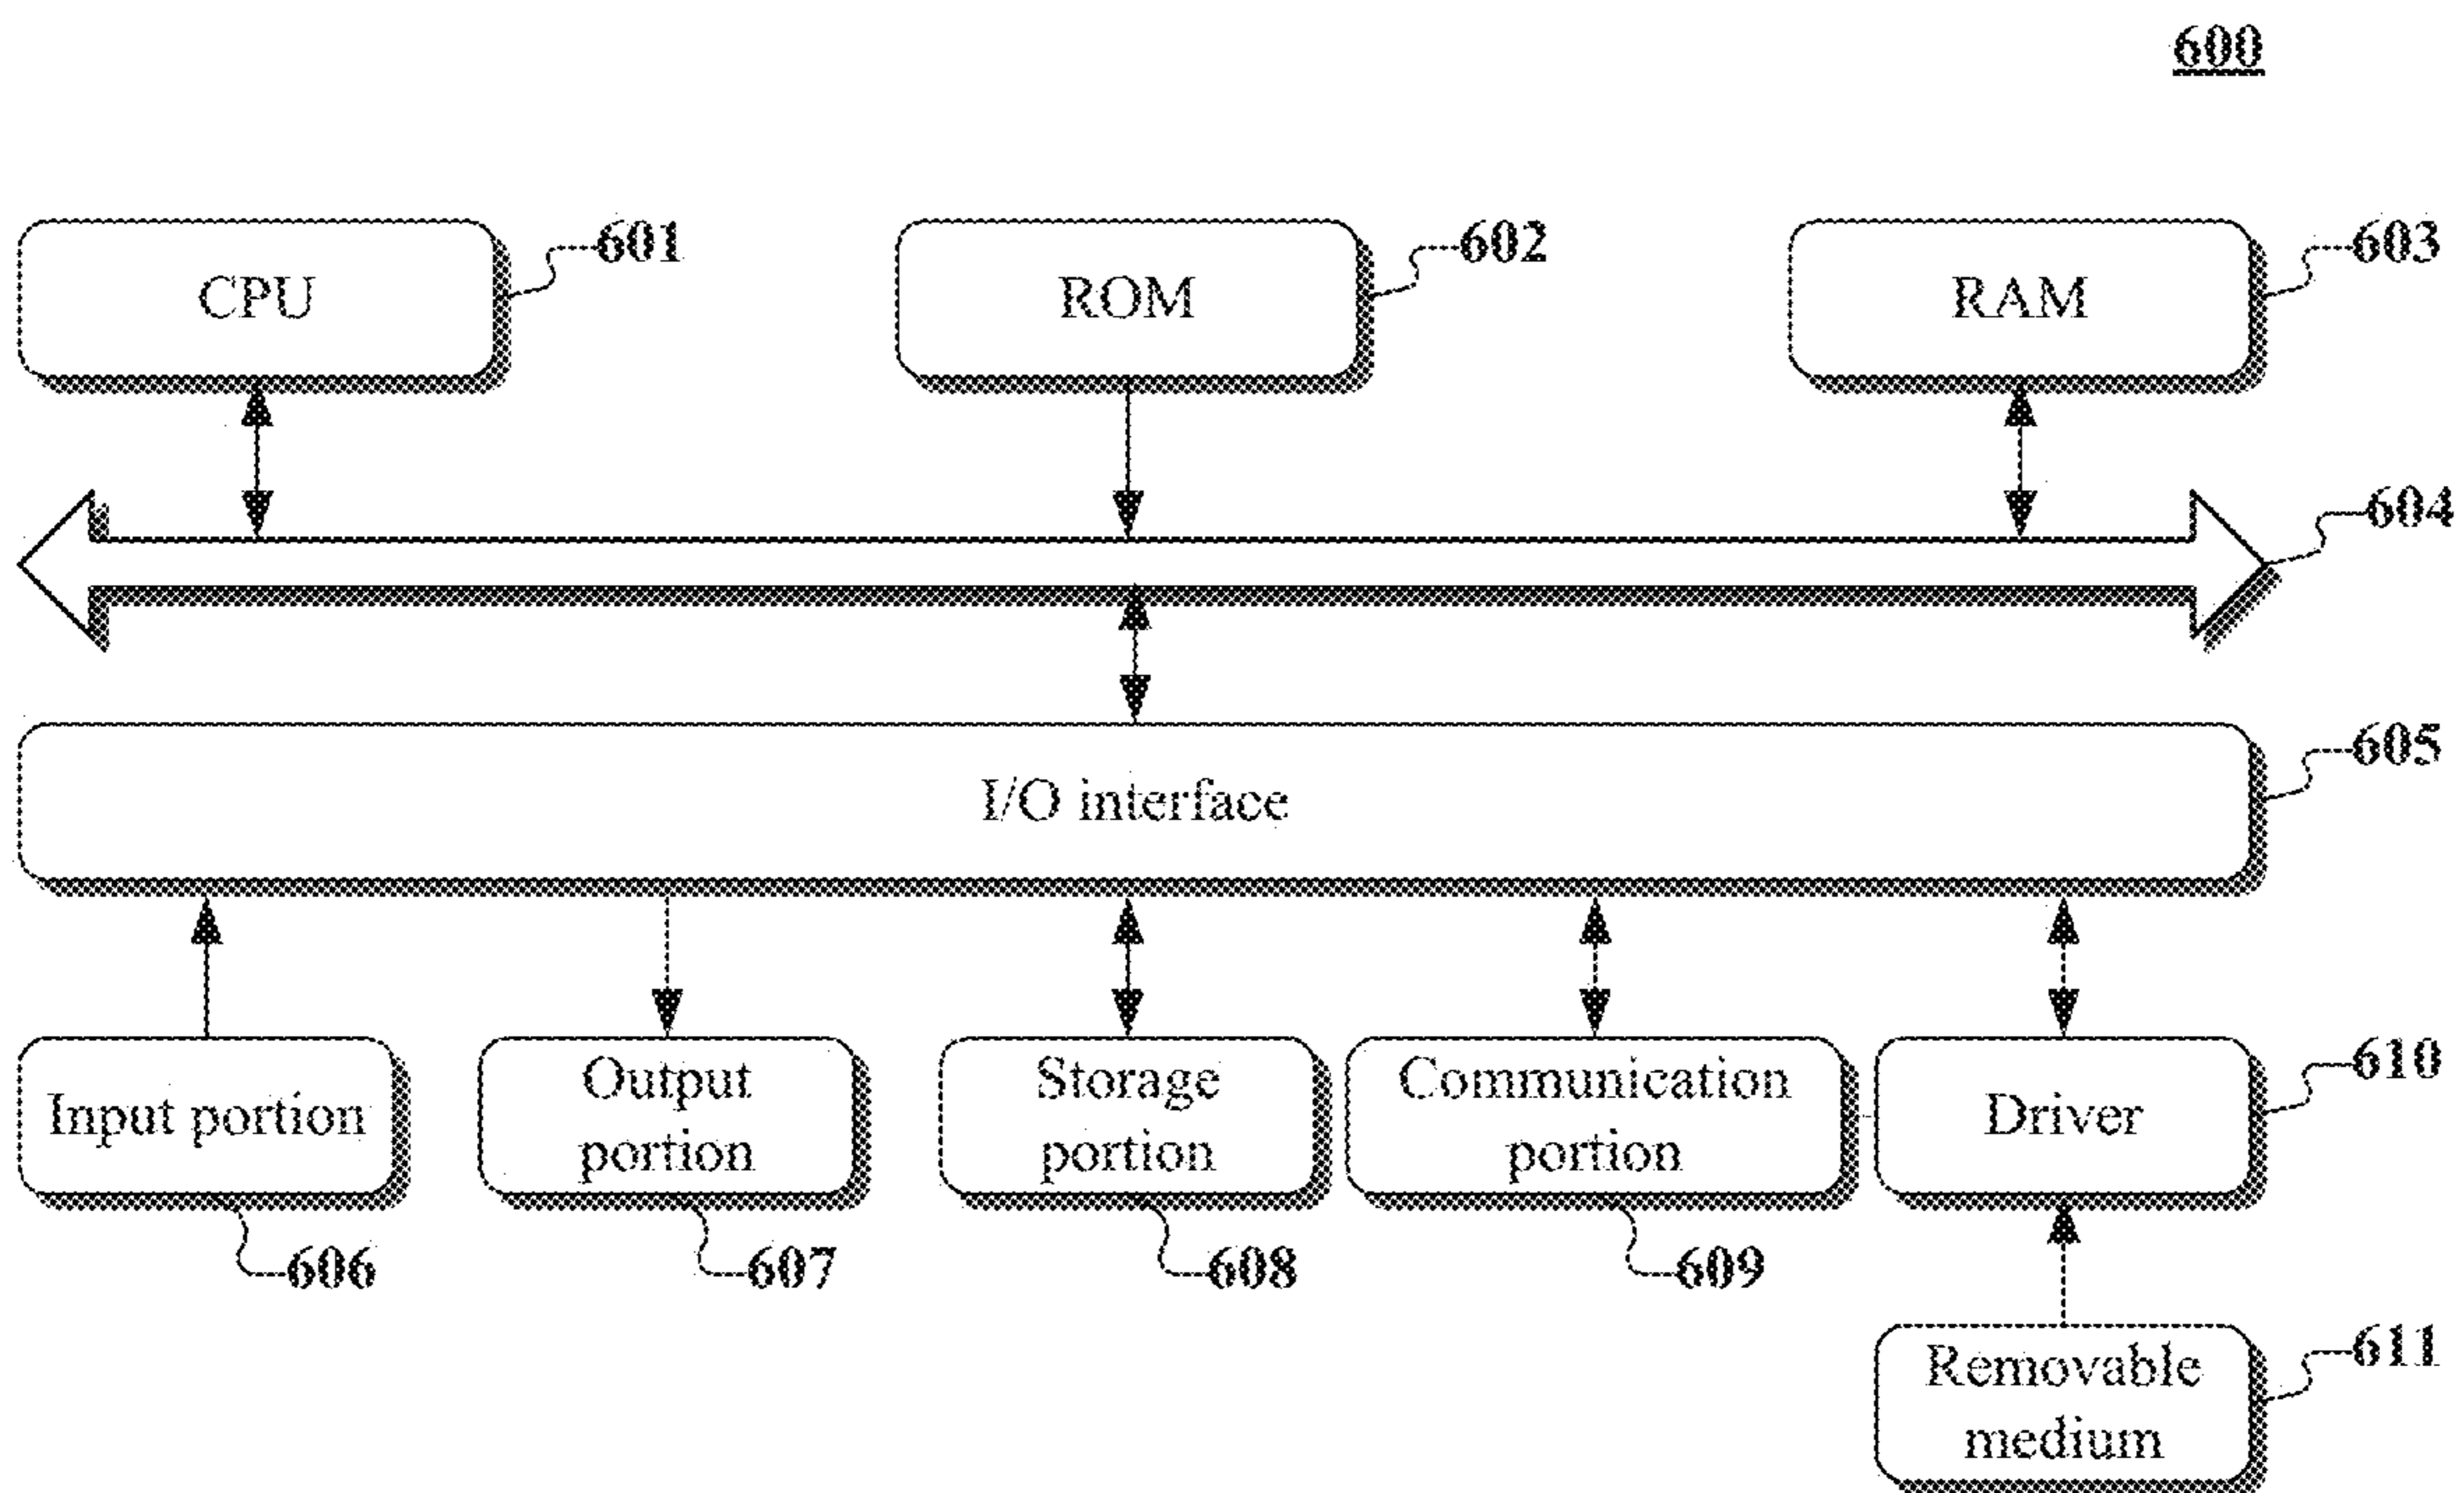 600
CPU
601
ROM
602
RAM
603
604
I/O interface
605
Input portion
Output
portion
Storage
portion
Communication
portion
Driver
610
606
607
608
609
Removable
medium
611